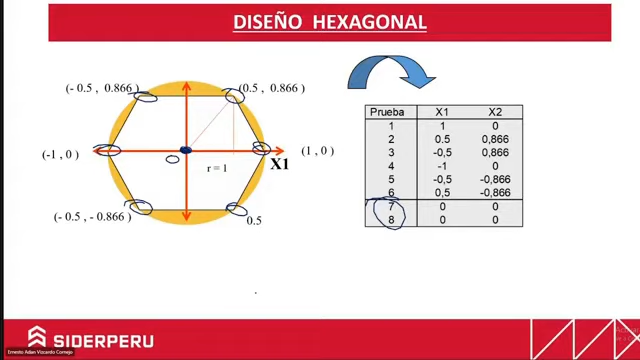 DISEÑO HEXAGONAL
(- 0.5 , 0.866)
(0.5 , 0.866)
(-1 , 0)
(1 , 0)
r = 1
X1
(- 0.5 , - 0.866)
0.5
Prueba X1 X2
1 1 0
2 0.5 0,866
3 -0,5 0,866
4 -1 0
5 -0,5 -0,866
6 0,5 -0,866
7 0 0
8 0 0
SIDERPERU
Ernesto Adan Vizcardo Cornejo